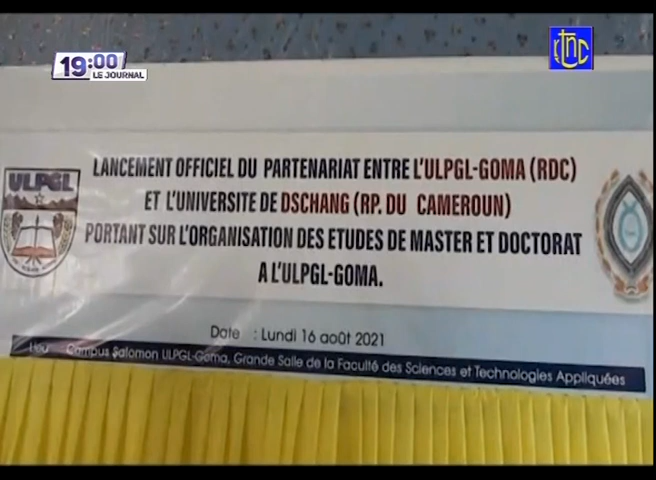 19:00
LE JOURNAL
rtnc
ULPGL
LANCEMENT OFFICIEL DU PARTENARIAT ENTRE L'ULPGL-GOMA (RDC)
ET L'UNIVERSITE DE DSCHANG (RP. DU CAMEROUN)
PORTANT SUR L'ORGANISATION DES ETUDES DE MASTER ET DOCTORAT
A L'ULPGL-GOMA.
Date : Lundi 16 août 2021
Lieu : Campus Salomon ULPGL-Goma, Grande Salle de la Faculté des Sciences et Technologies Appliquées